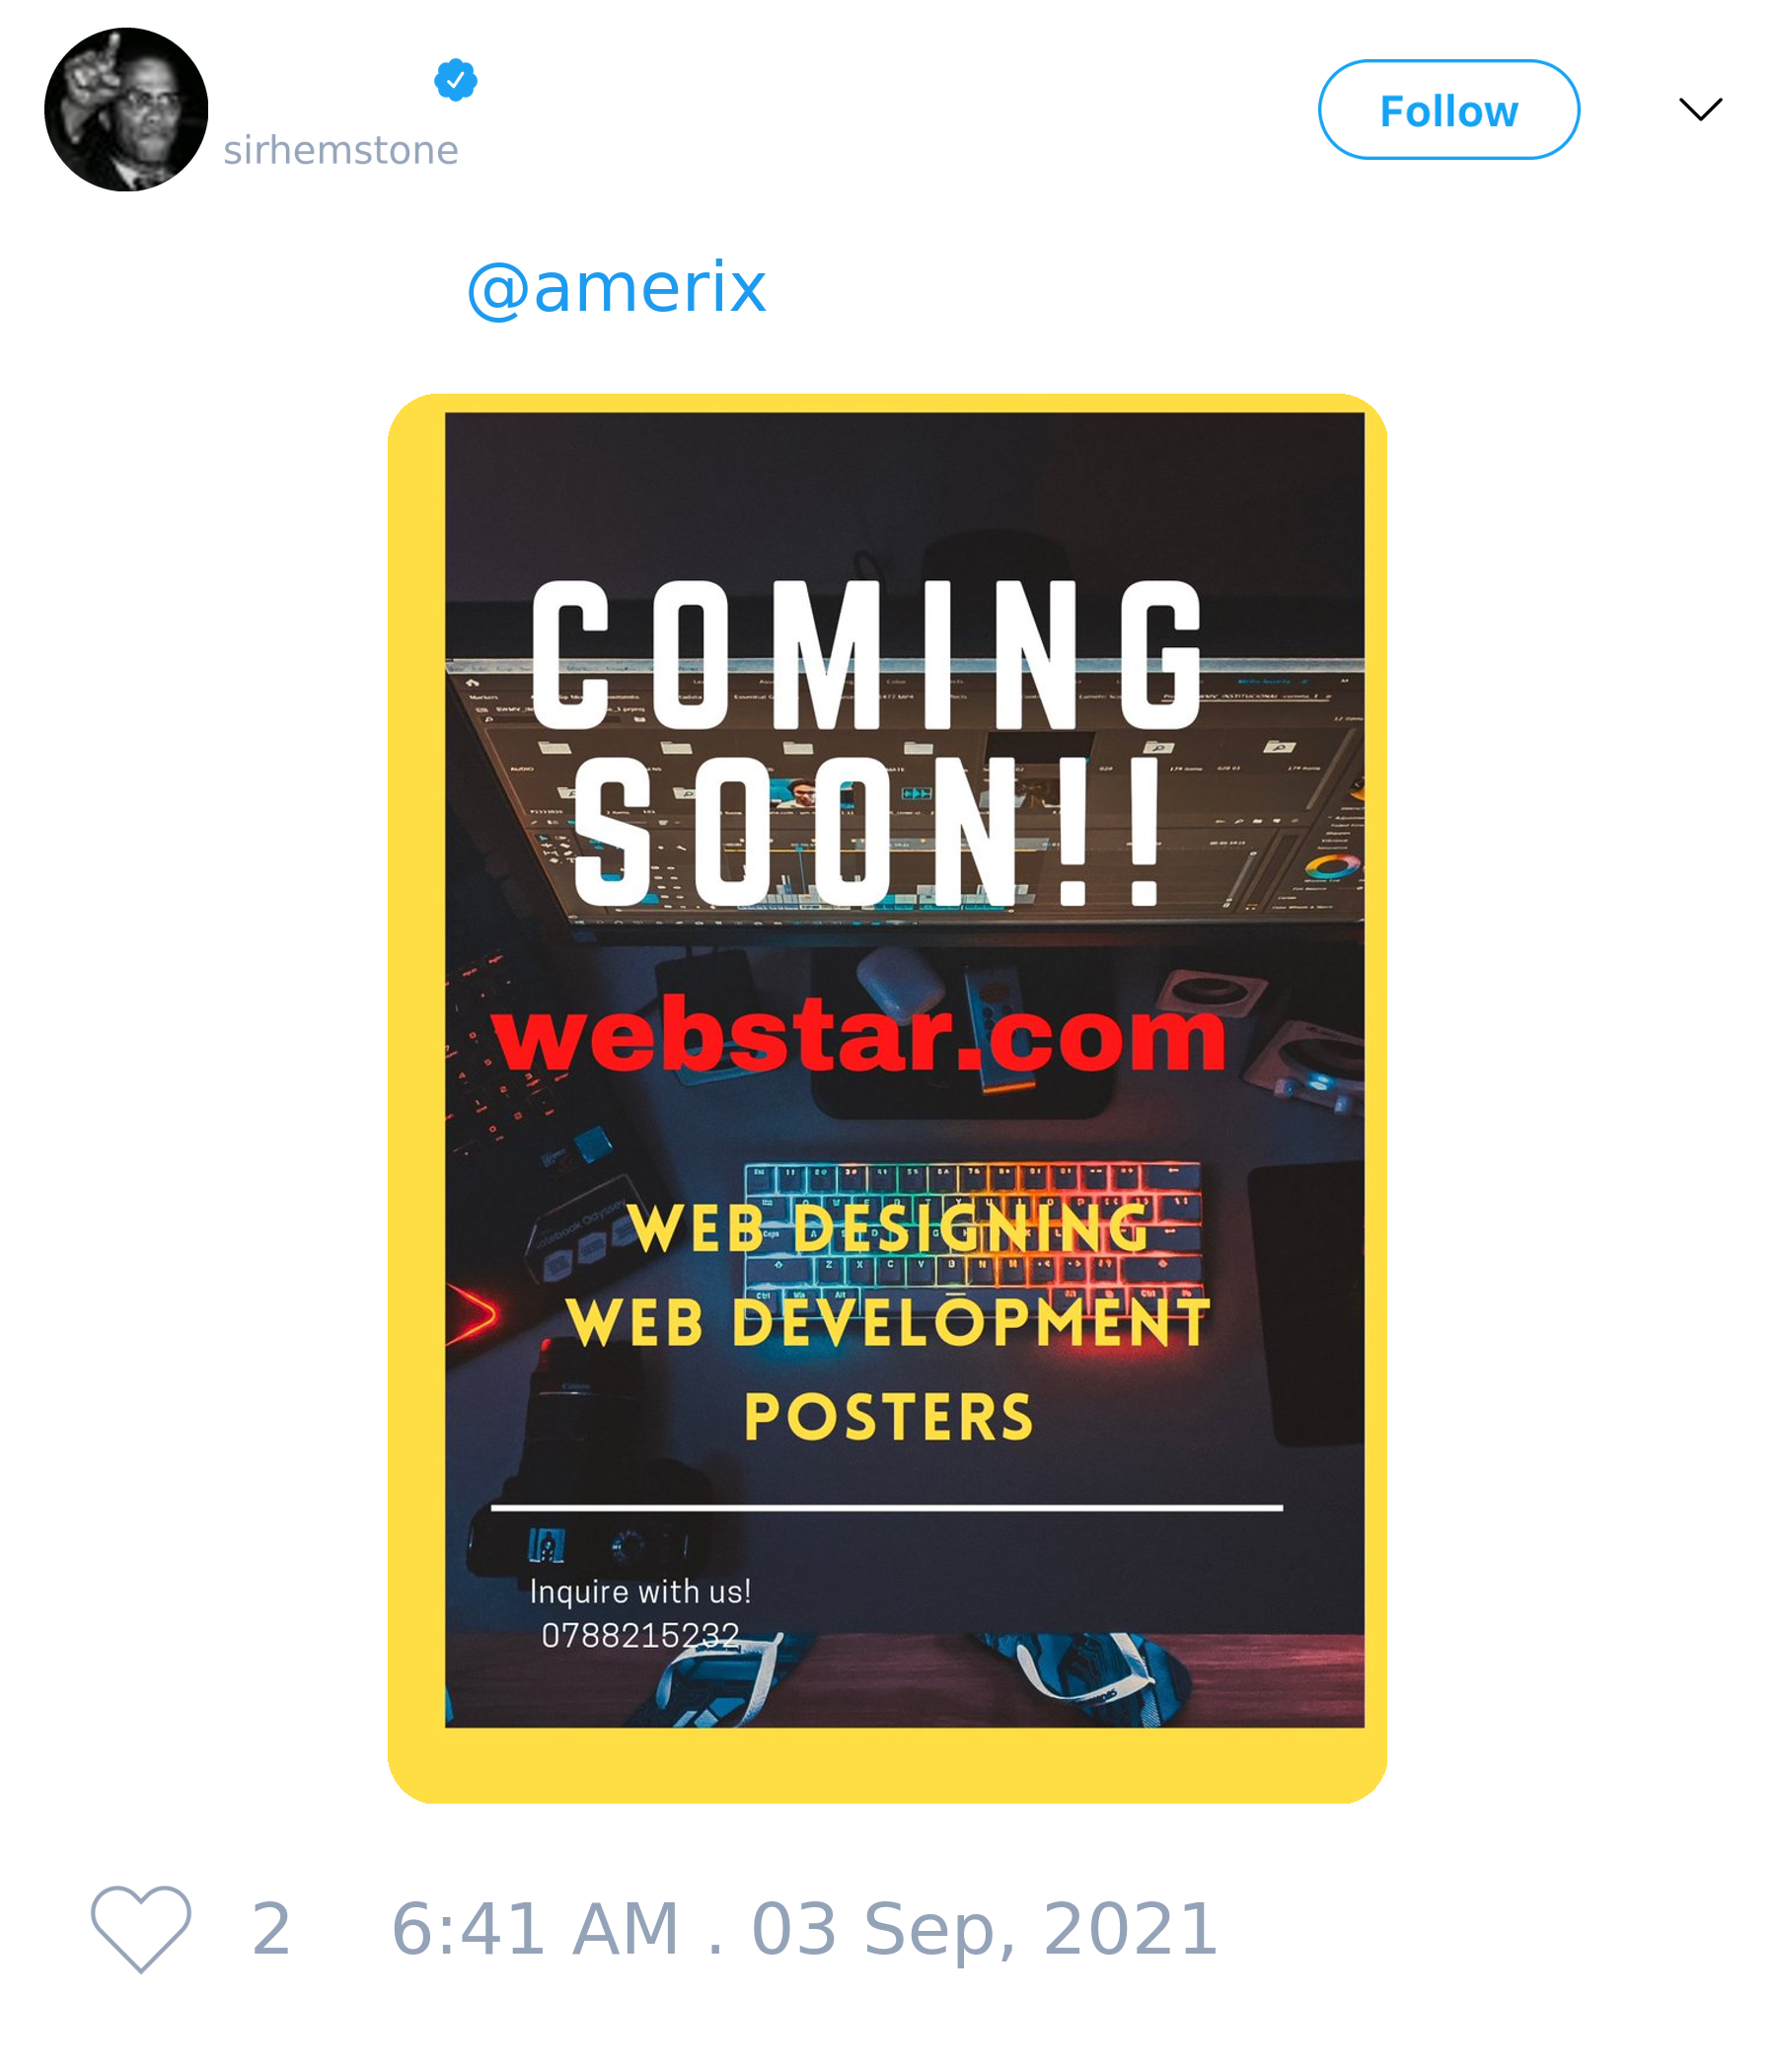 sirhemstone
Follow
@amerix
COMING
SOON!!
webstar.com
WEB DESIGNING
WEB DEVELOPMENT
POSTERS
Inquire with us!
0788215232
2 6:41 AM . 03 Sep, 2021